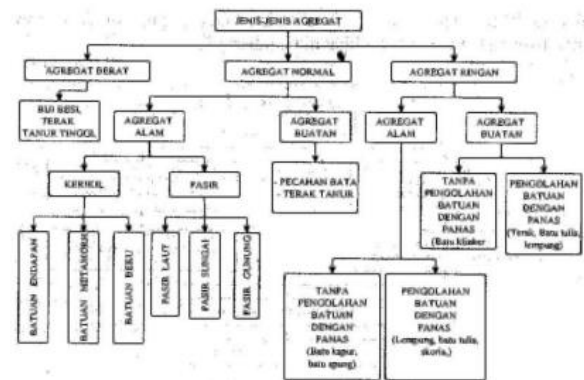 JENIS-JENIS AGREGAT
AGREGAT BERAT
AGREGAT NORMAL
AGREGAT RINGAN
BIJI BESI,
TERAK
TANUR TINGGI,
AGREGAT
ALAM
AGREGAT
BUATAN
AGREGAT
ALAM
AGREGAT
BUATAN
KERIKIL
PASIR
- PECAHAN BATA
- TERAK TANUR
TANPA
PENGOLAHAN
BATUAN
DENGAN
PANAS
(Batu klinker
PENGOLAHAN
BATUAN
DENGAN
PANAS
(Terak, Batu tulis,
lempung)
BATUAN ENDAPAN
BATUAN METAMORK
BATUAN BEKU
PASIR LAUT
PASIR SUNGAI
PASIR GUNUNG
TANPA
PENGOLAHAN
BATUAN
DENGAN
PANAS
(Batu kapur,
batu apung)
PENGOLAHAN
BATUAN
DENGAN
PANAS
(Lempung, batu tulis,
skoria,)